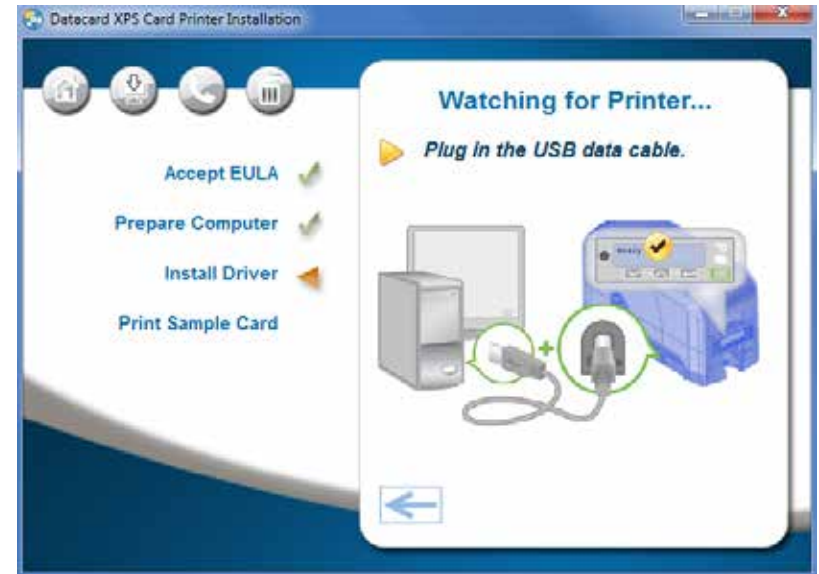 Datacard XPS Card Printer Installation
Accept EULA
Prepare Computer
Install Driver
Print Sample Card
Watching for Printer...
Plug in the USB data cable.
Ready